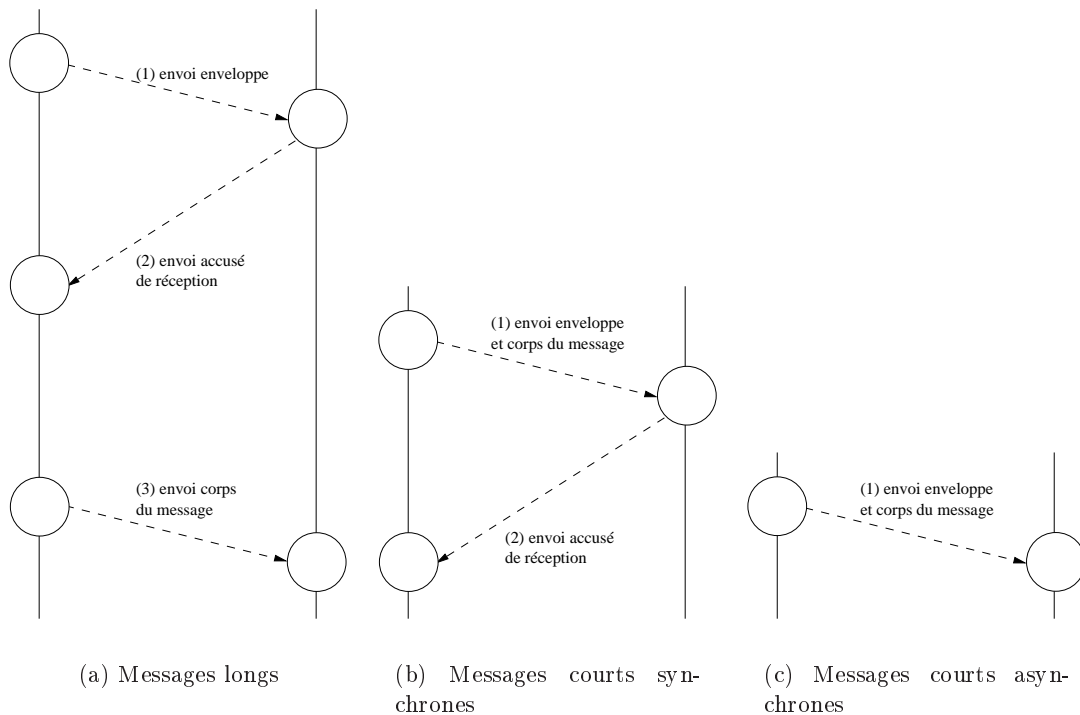 (1) envoi enveloppe
(2) envoi accusé
de réception
(3) envoi corps
du message
(a) Messages longs
(1) envoi enveloppe
et corps du message
(2) envoi accusé
de réception
(b) Messages courts syn-
chrones
(1) envoi enveloppe
et corps du message
(c) Messages courts asyn-
chrones